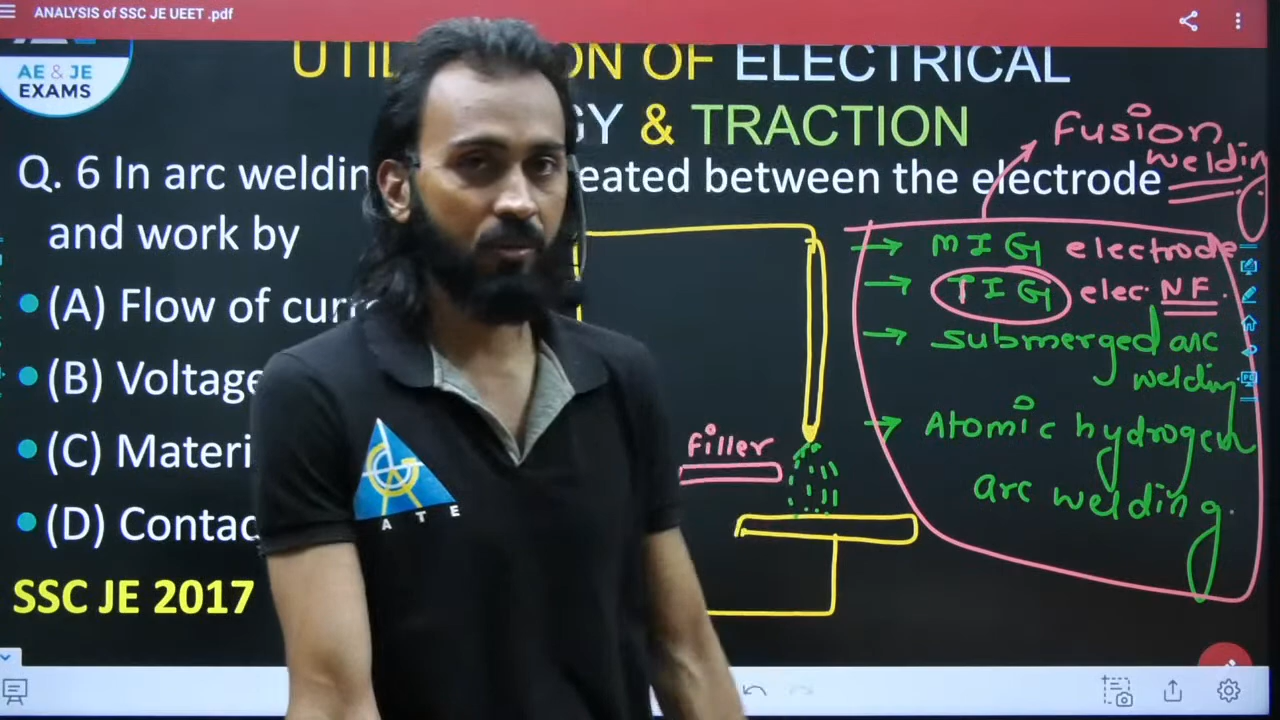 ANALYSIS of SSC JE UEET .pdf
AE & JE
EXAMS
UTIL ON OF ELECTRICAL
GY & TRACTION
Q. 6 In arc weldin eated between the electrode
and work by
(A) Flow of curre
(B) Voltage
(C) Materi
(D) Contac
SSC JE 2017
Fusion
welding
→ MIG electrode
→ TIG elec. NF.
→ submerged arc
welding.
→ Atomic hydrogen
arc welding.
Filler
A T E